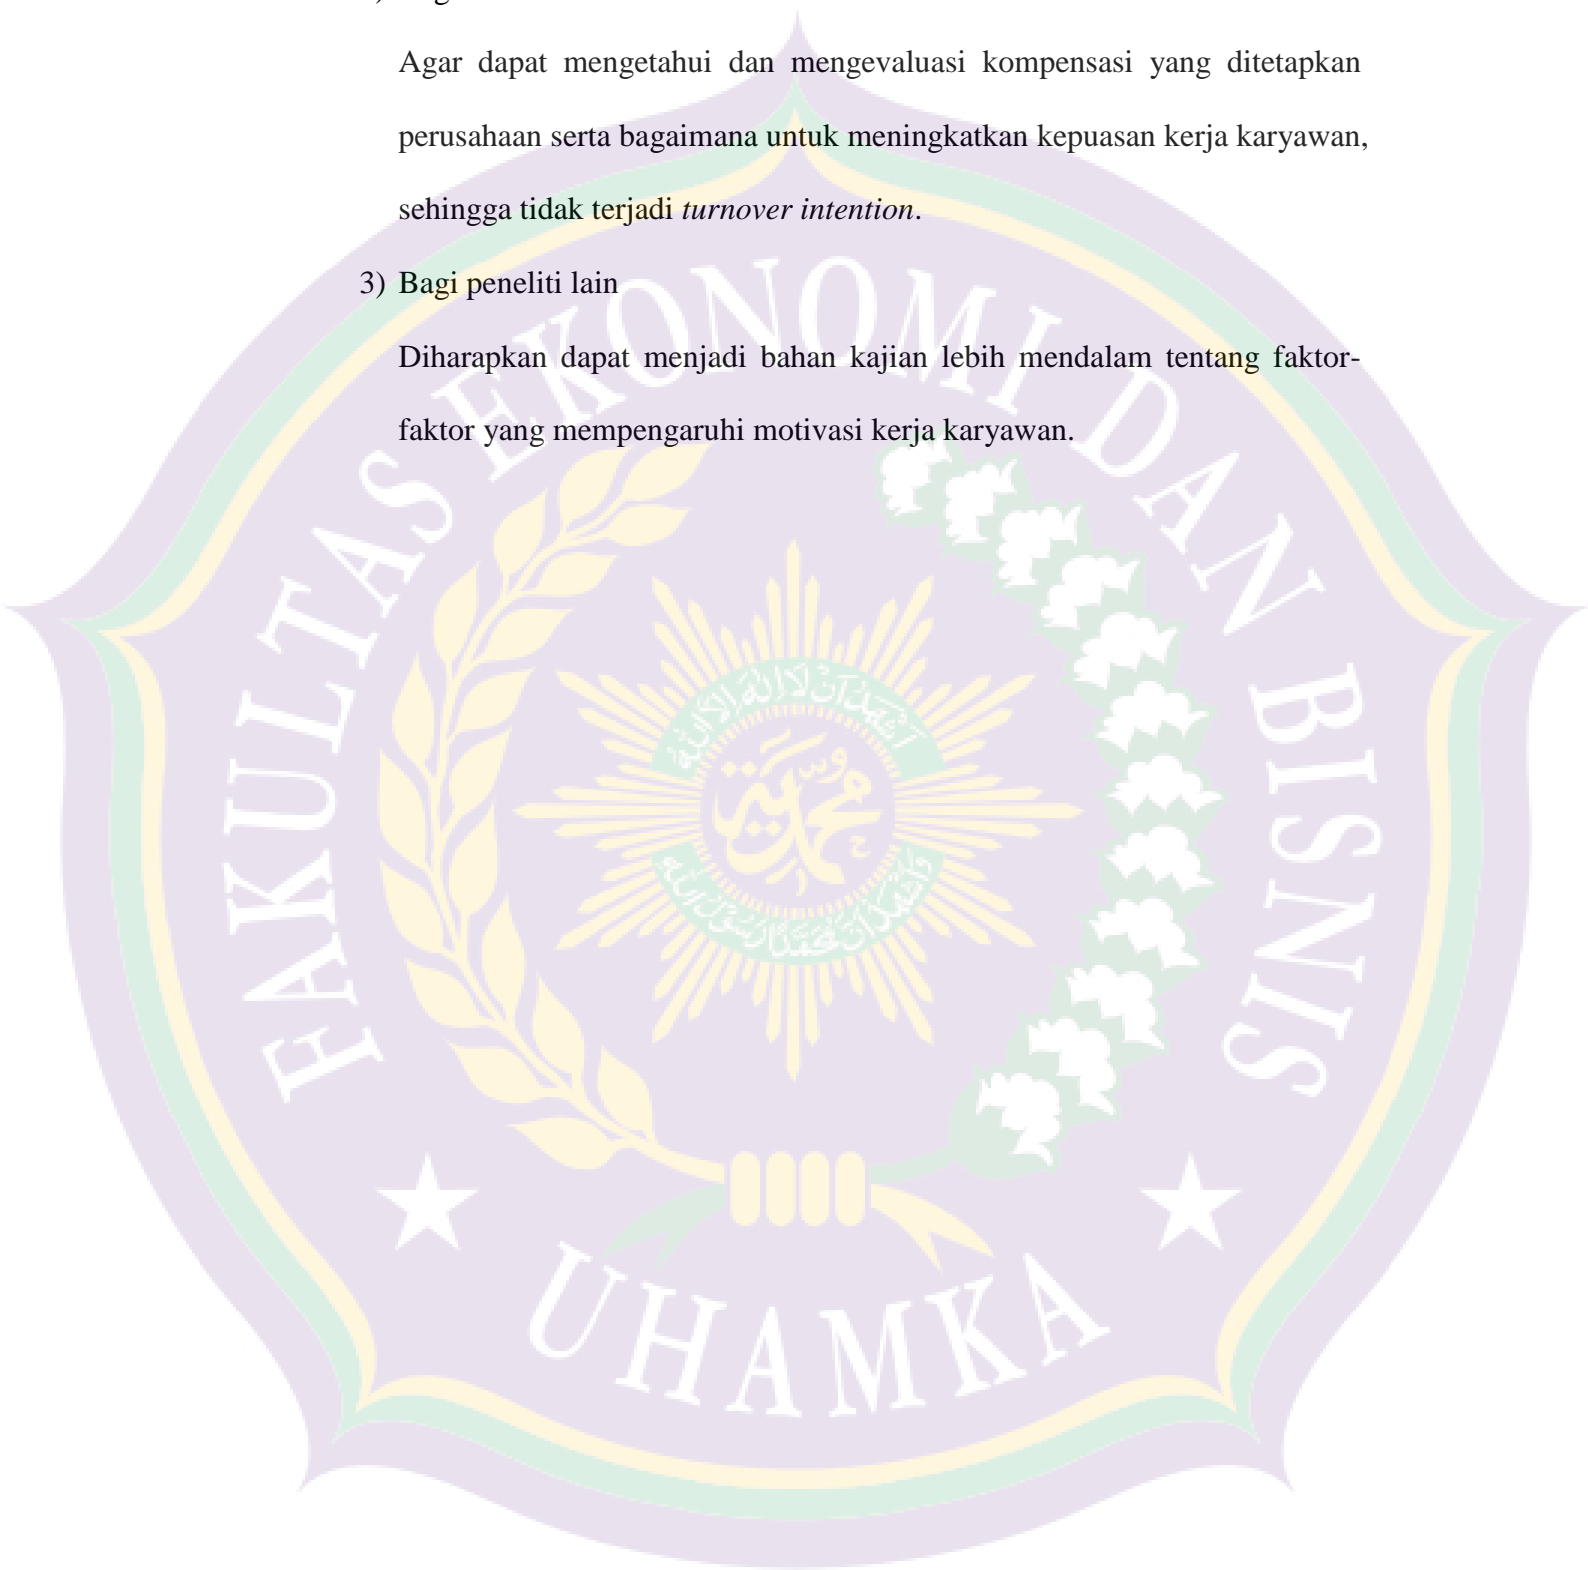 Agar dapat mengetahui dan mengevaluasi kompensasi yang ditetapkan
perusahaan serta bagaimana untuk meningkatkan kepuasan kerja karyawan,
sehingga tidak terjadi turnover intention.
3) Bagi peneliti lain
Diharapkan dapat menjadi bahan kajian lebih mendalam tentang faktor-
faktor yang mempengaruhi motivasi kerja karyawan.
FAKULTAS EKONOMI DAN BISNIS
محمدية
UHAMKA